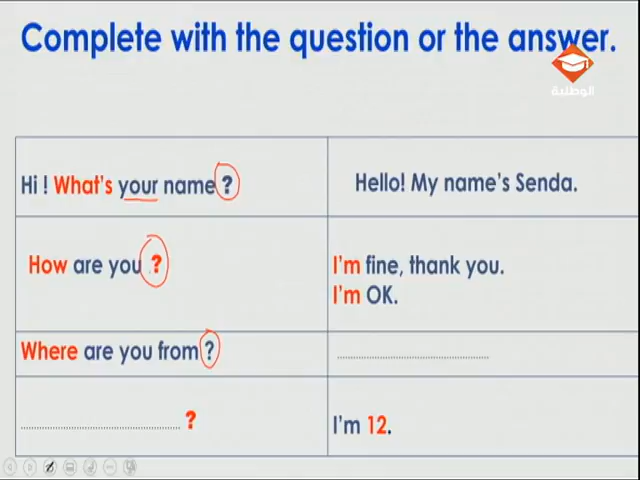 Complete with the question or the answer.
الوطنية
Hi ! What's your name ?
Hello! My name's Senda.
How are you ?
I'm fine, thank you.
I'm OK.
Where are you from ?
........................................
........................................ ?
I'm 12.